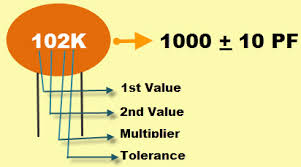 102K 1000 ± 10 PF
1st Value
2nd Value
Multiplier
Tolerance